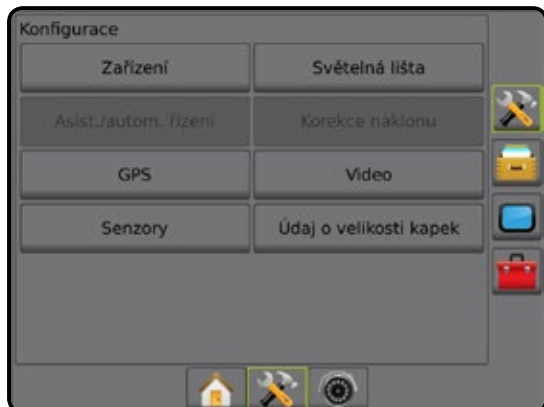 Konfigurace
Zařízení
Světelná lišta
Asist./autom. řízení
Korekce náklonu
GPS
Video
Senzory
Údaj o velikosti kapek